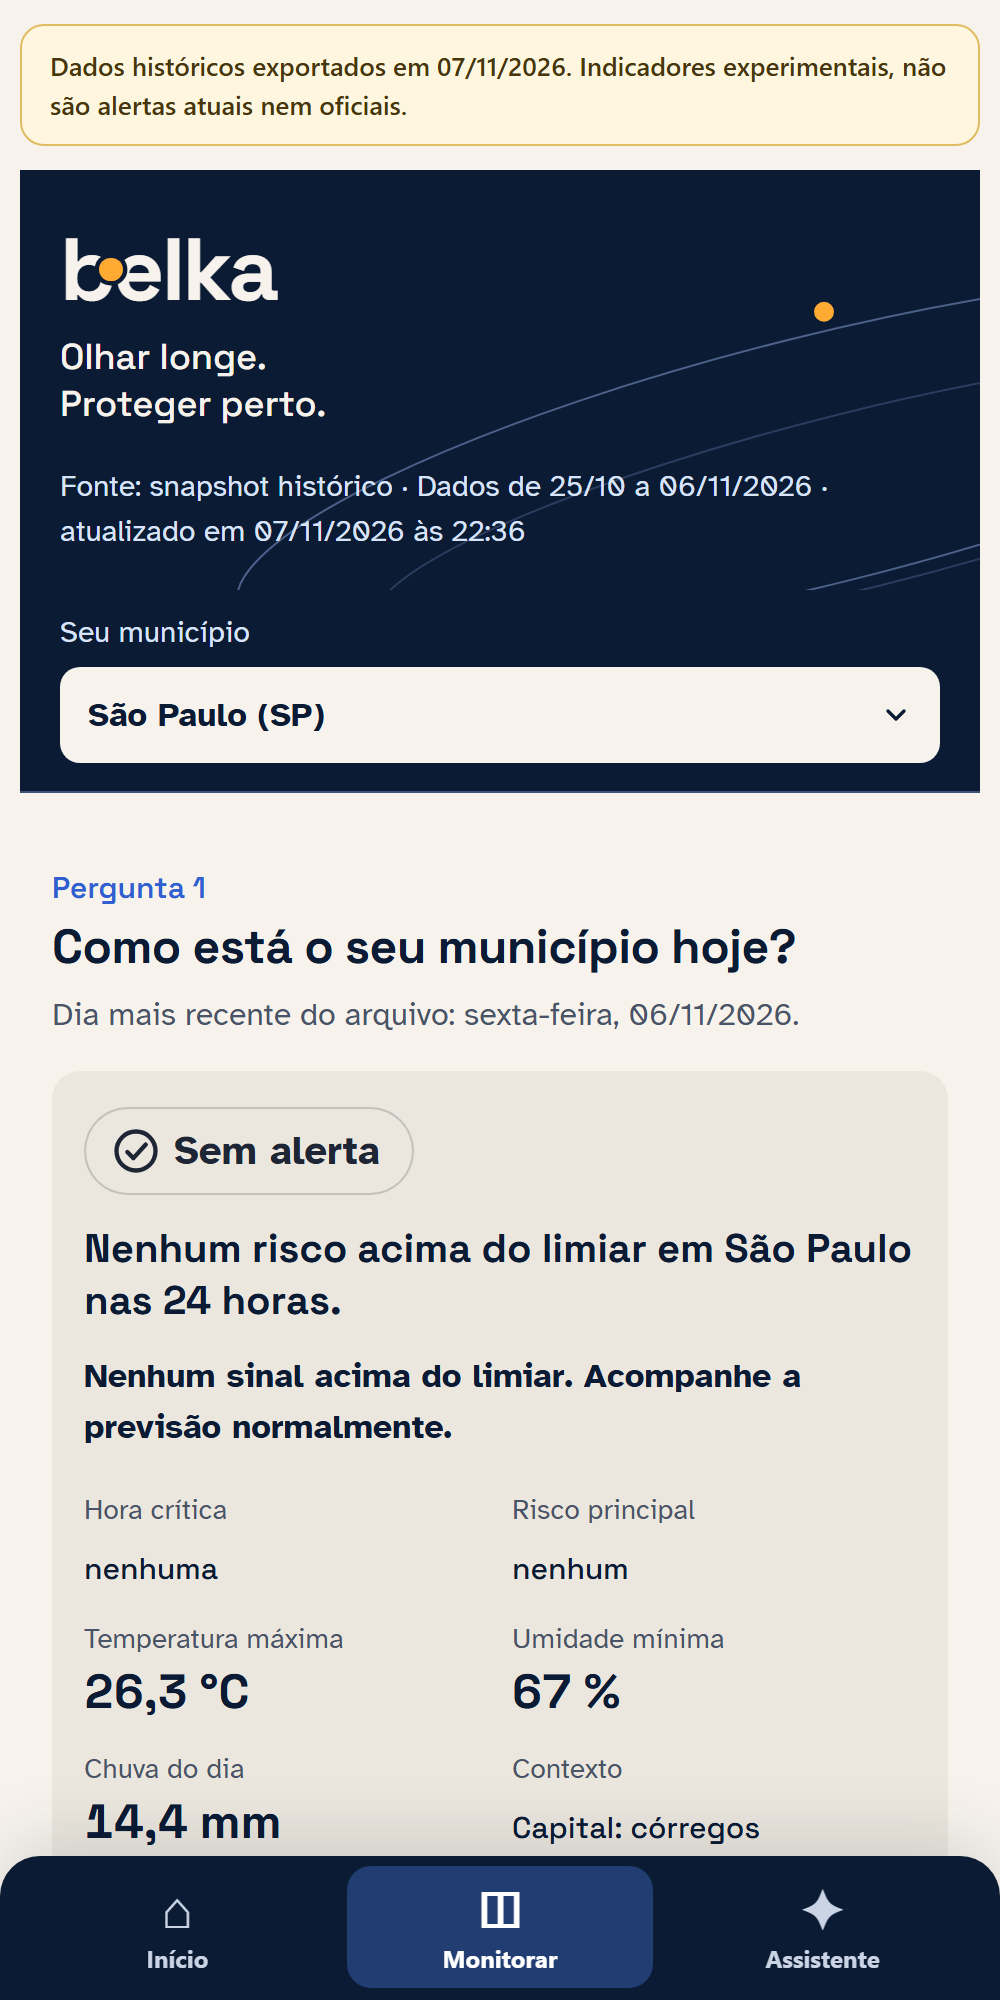 Dados históricos exportados em 07/11/2026. Indicadores experimentais, não
são alertas atuais nem oficiais.
belka
Olhar longe.
Proteger perto.
Fonte: snapshot histórico · Dados de 25/10 a 06/11/2026 ·
atualizado em 07/11/2026 às 22:36
Seu município
São Paulo (SP)
Pergunta 1
Como está o seu município hoje?
Dia mais recente do arquivo: sexta-feira, 06/11/2026.
Sem alerta
Nenhum risco acima do limiar em São Paulo
nas 24 horas.
Nenhum sinal acima do limiar. Acompanhe a
previsão normalmente.
Hora crítica
Risco principal
nenhuma
nenhum
Temperatura máxima
Umidade mínima
26,3 °C
67 %
Chuva do dia
Contexto
14,4 mm
Capital: córregos
Início
Monitorar
Assistente